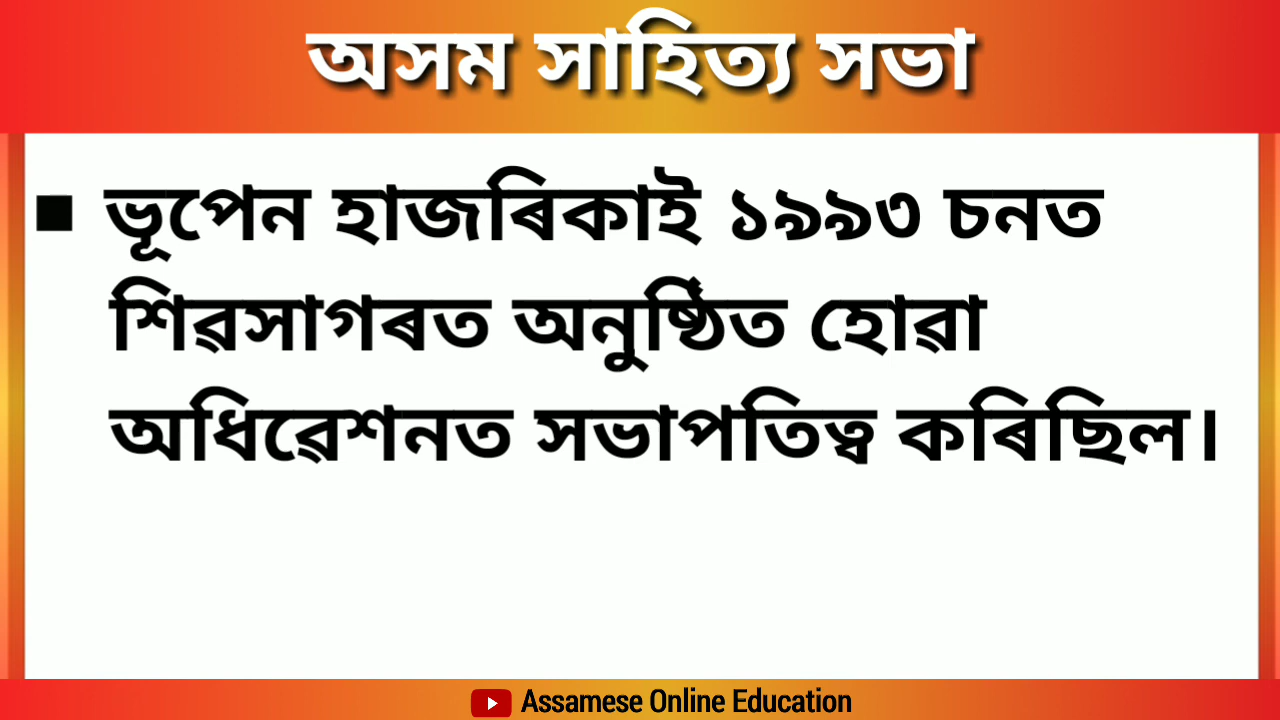 অসম সাহিত্য সভা
■ ভূপেন হাজৰিকাই ১৯৯৩ চনত
শিৱসাগৰত অনুষ্ঠিত হোৱা
অধিৱেশনত সভাপতিত্ব কৰিছিল।
Assamese Online Education